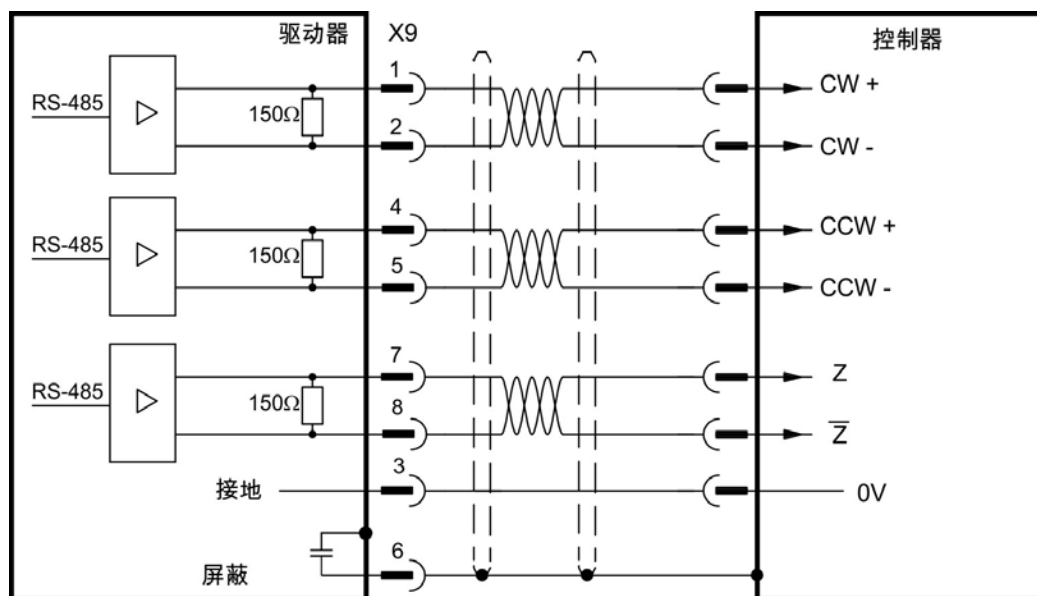 驱动器 X9 控制器
1 CW +
RS-485 150Ω
2 CW -
4 CCW +
RS-485 150Ω
5 CCW -
7 Z
RS-485 150Ω
8 Z̅
接地 3 0V
6
屏蔽